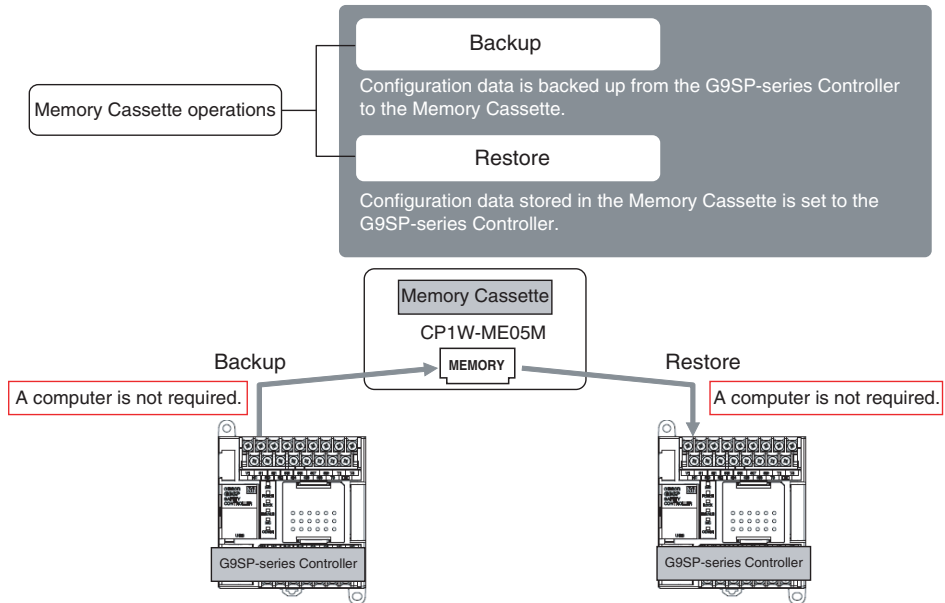 Backup
Configuration data is backed up from the G9SP-series Controller
to the Memory Cassette.
Memory Cassette operations
Restore
Configuration data stored in the Memory Cassette is set to the
G9SP-series Controller.
Memory Cassette
CP1W-ME05M
MEMORY
Backup
Restore
A computer is not required.
A computer is not required.
USB
G9SP-series Controller
USB
G9SP-series Controller